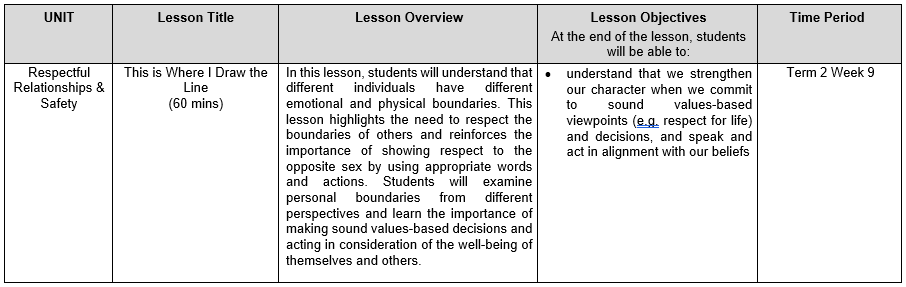 UNIT
Lesson Title
Lesson Overview
Lesson Objectives
At the end of the lesson, students
will be able to:
Time Period
Respectful
Relationships &
Safety
This is Where I Draw the
Line
(60 mins)
In this lesson, students will understand that
different individuals have different
emotional and physical boundaries. This
lesson highlights the need to respect the
boundaries of others and reinforces the
importance of showing respect to the
opposite sex by using appropriate words
and actions. Students will examine
personal boundaries from different
perspectives and learn the importance of
making sound values-based decisions and
acting in consideration of the well-being of
themselves and others.
• understand that we strengthen
our character when we commit
to sound values-based
viewpoints (e.g. respect for life)
and decisions, and speak and
act in alignment with our beliefs
Term 2 Week 9